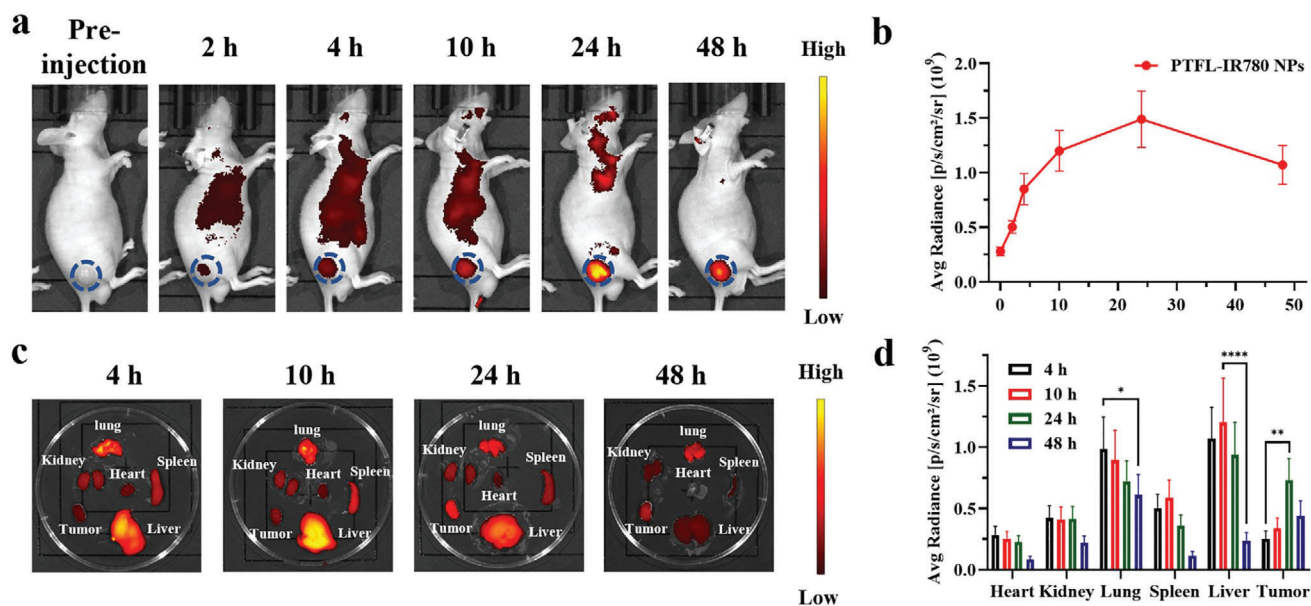 a
Pre-
injection
2 h
4 h
10 h
24 h
48 h
High
Low
b
PTFL-IR780 NPs
Avg Radiance [p/s/cm²/sr] (10⁹)
2.0
1.5
1.0
0.5
0.0
0 10 20 30 40 50
c
4 h
10 h
24 h
48 h
High
Low
lung
Kidney
Heart
Spleen
Tumor
Liver
lung
Kidney
Heart
Spleen
Tumor
Liver
lung
Kidney
Heart
Spleen
Tumor
Liver
lung
Kidney
Heart
Spleen
Tumor
Liver
d
4 h
10 h
24 h
48 h
*
****
**
Avg Radiance [p/s/cm²/sr] (10⁹)
1.5
1.0
0.5
0.0
Heart Kidney Lung Spleen Liver Tumor